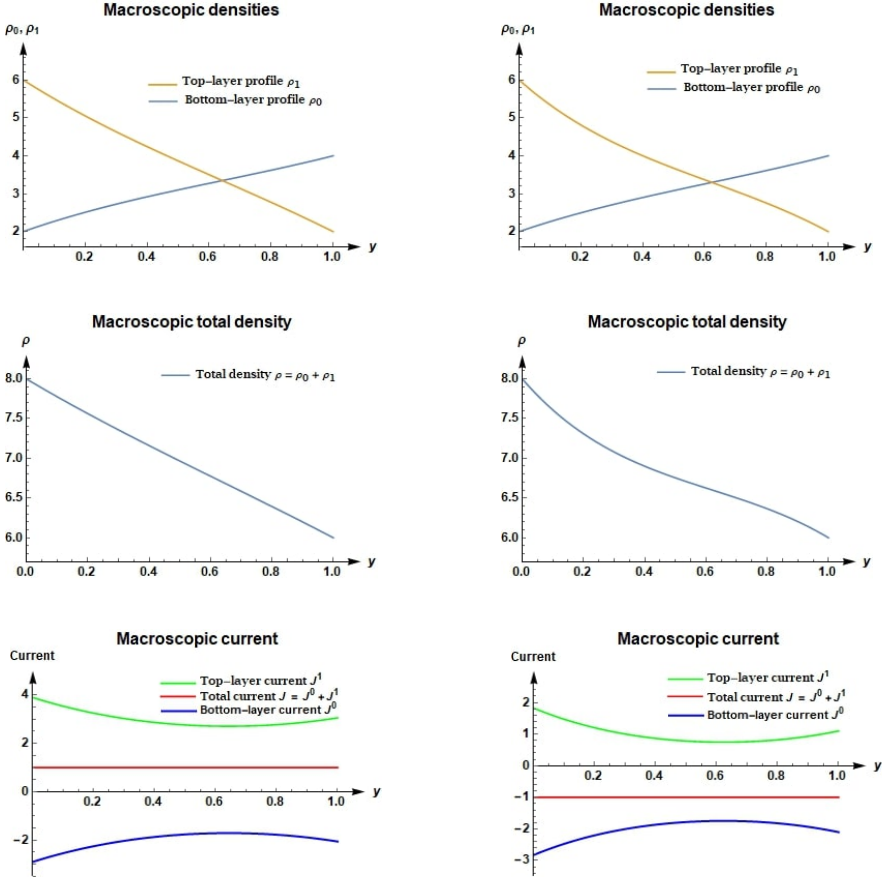 Macroscopic densities
ρ₀, ρ₁
6
5
4
3
2
0.2 0.4 0.6 0.8 1.0 y
Top–layer profile ρ₁
Bottom–layer profile ρ₀
Macroscopic densities
ρ₀, ρ₁
6
5
4
3
2
0.2 0.4 0.6 0.8 1.0 y
Top–layer profile ρ₁
Bottom–layer profile ρ₀
Macroscopic total density
ρ
8.0
7.5
7.0
6.5
6.0
0.0 0.2 0.4 0.6 0.8 1.0 y
Total density ρ = ρ₀ + ρ₁
Macroscopic total density
ρ
8.0
7.5
7.0
6.5
6.0
0.0 0.2 0.4 0.6 0.8 1.0 y
Total density ρ = ρ₀ + ρ₁
Macroscopic current
Current
4
2
0
−2
0.2 0.4 0.6 0.8 1.0 y
Top–layer current J¹
Total current J = J⁰ + J¹
Bottom–layer current J⁰
Macroscopic current
Current
2
1
0
−1
−2
−3
0.2 0.4 0.6 0.8 1.0 y
Top–layer current J¹
Total current J = J⁰ + J¹
Bottom–layer current J⁰